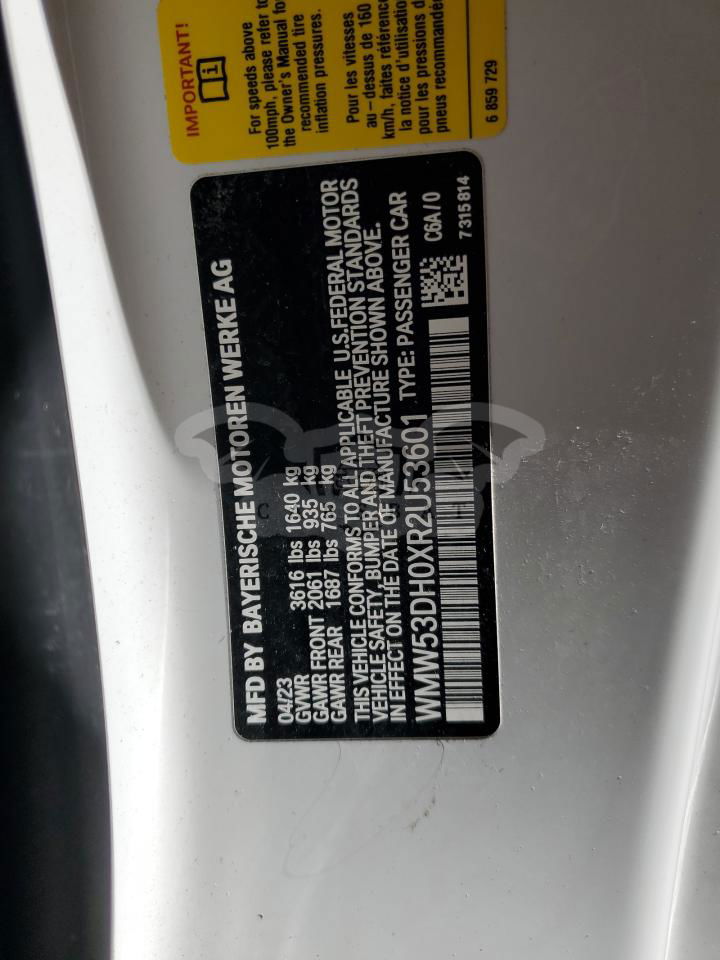 IMPORTANT!
For speeds above
100mph, please refer to
the Owner's Manual for
recommended tire
inflation pressures.
Pour les vitesses
au-dessus de 160
km/h, faites référence
la notice d'utilisation
pour les pressions de
pneus recommandées
6 859 729
MFD BY BAYERISCHE MOTOREN WERKE AG
04/23
GVWR 3616 lbs 1640 kg
GAWR FRONT 2061 lbs 935 kg
GAWR REAR 1687 lbs 765 kg
THIS VEHICLE CONFORMS TO ALL APPLICABLE U.S.FEDERAL MOTOR
VEHICLE SAFETY, BUMPER AND THEFT PREVENTION STANDARDS
IN EFFECT ON THE DATE OF MANUFACTURE SHOWN ABOVE.
WMW53DH0XR2U53601 TYPE: PASSENGER CAR
C6A/0
7315814